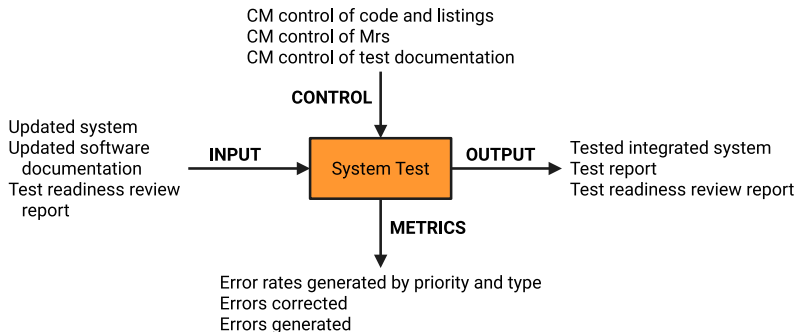 CM control of code and listings
CM control of Mrs
CM control of test documentation
CONTROL
Updated system
Updated software
documentation
Test readiness review
report
INPUT
System Test
OUTPUT
Tested integrated system
Test report
Test readiness review report
METRICS
Error rates generated by priority and type
Errors corrected
Errors generated